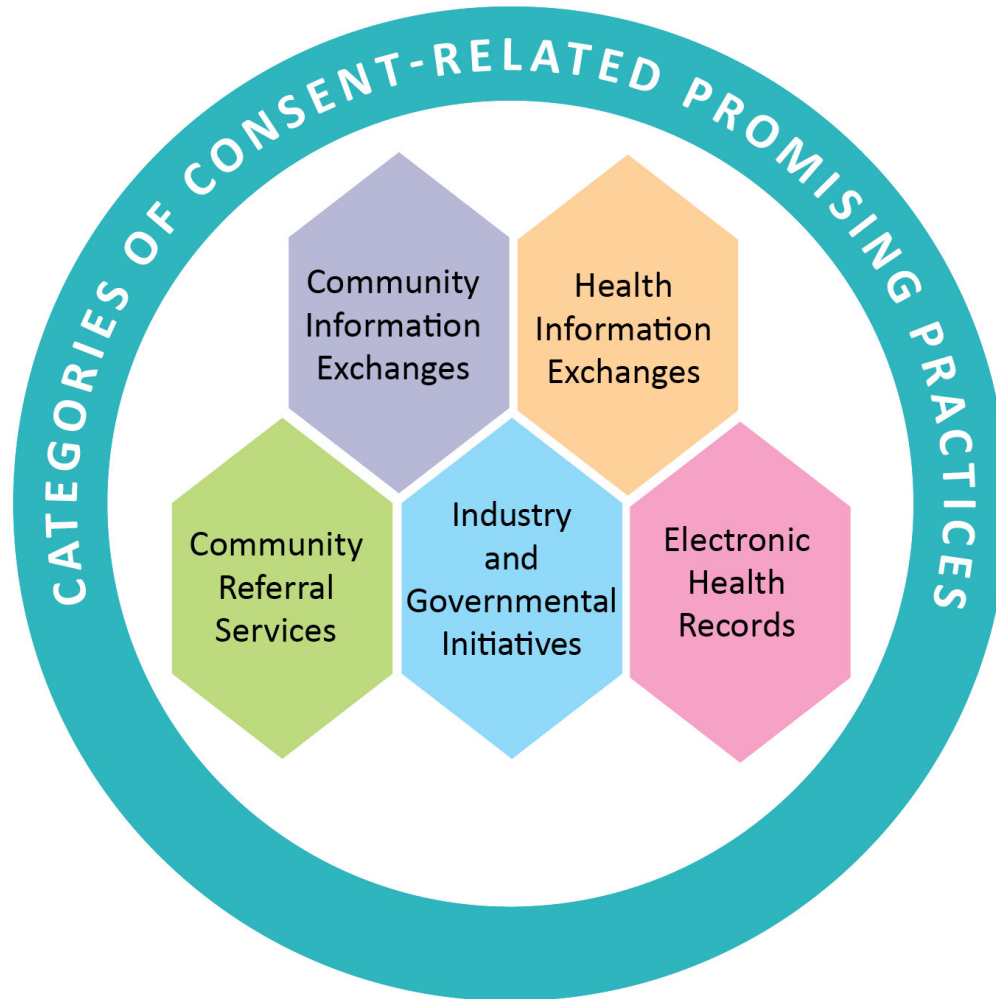 CATEGORIES OF CONSENT-RELATED PROMISING PRACTICES
Community
Information
Exchanges
Health
Information
Exchanges
Community
Referral
Services
Industry
and
Governmental
Initiatives
Electronic
Health
Records